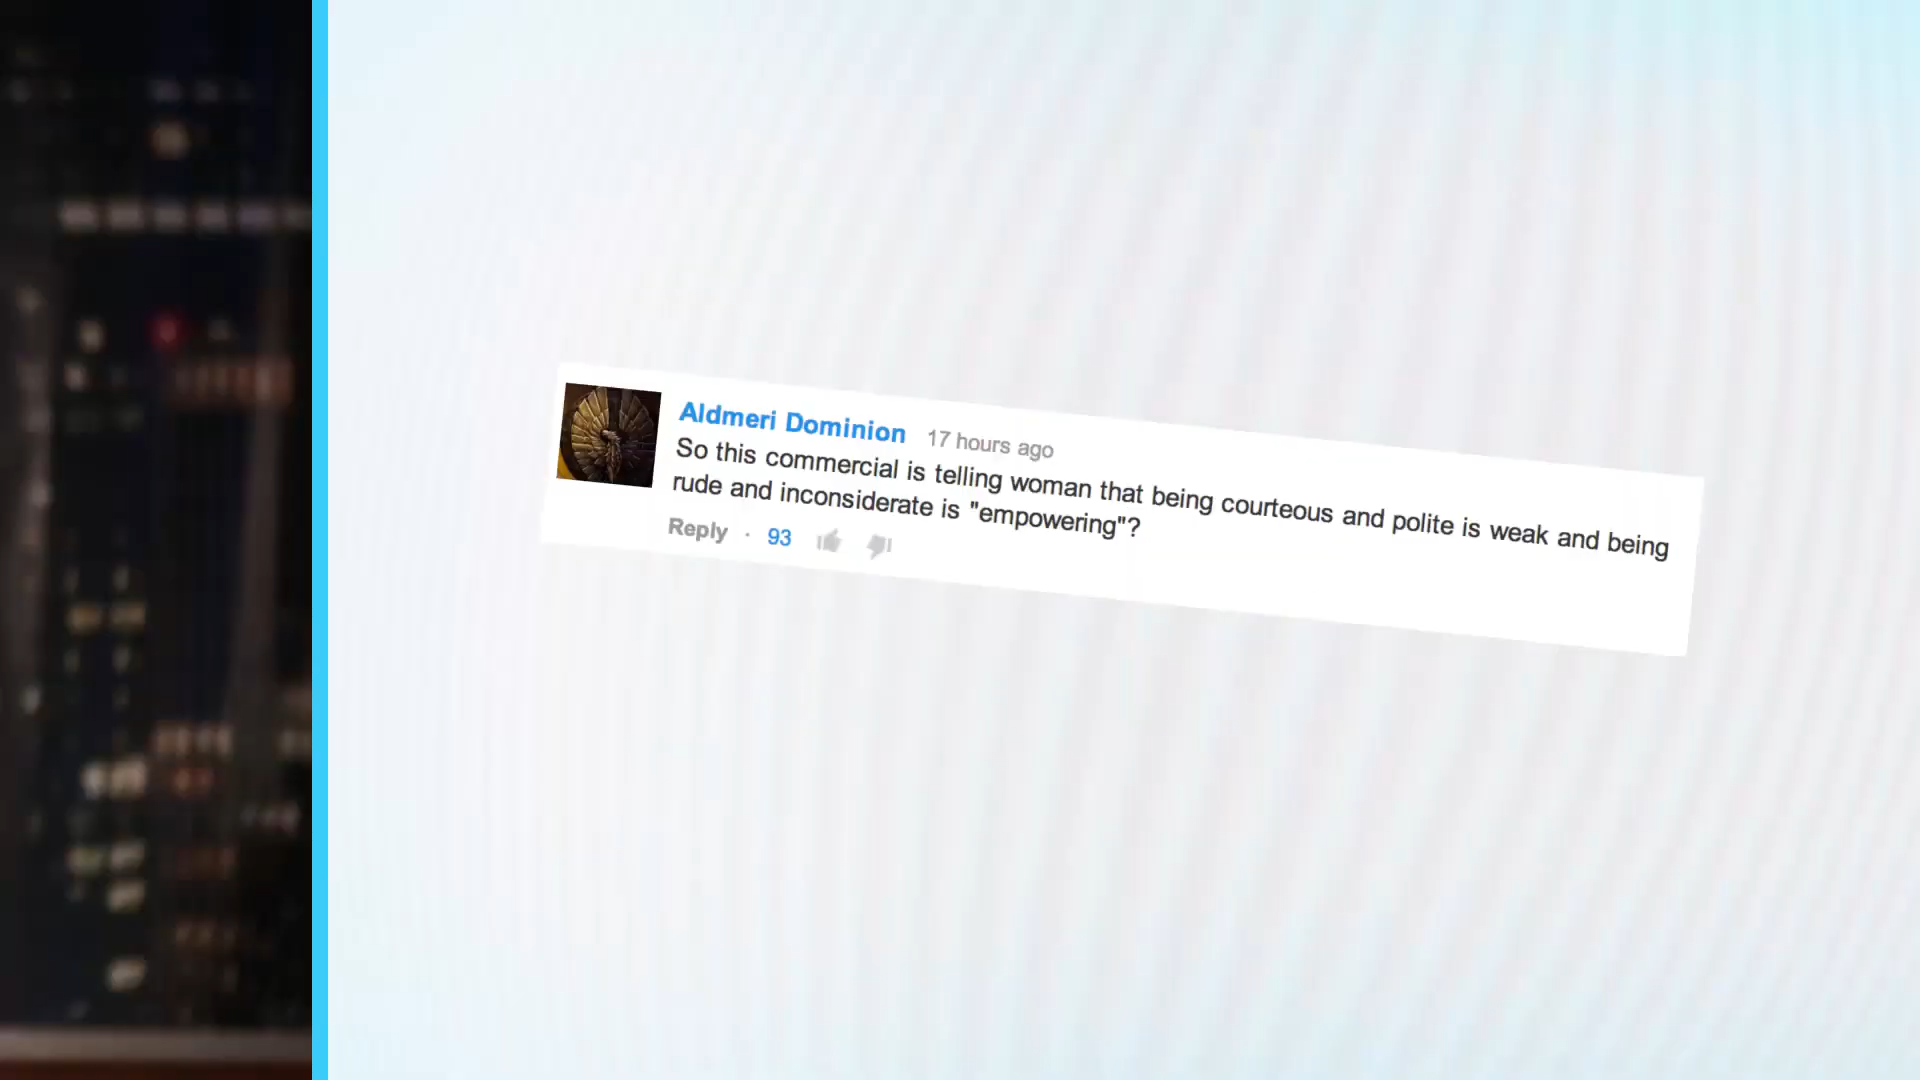 Aldmeri Dominion 17 hours ago
So this commercial is telling woman that being courteous and polite is weak and being
rude and inconsiderate is "empowering"?
Reply · 93